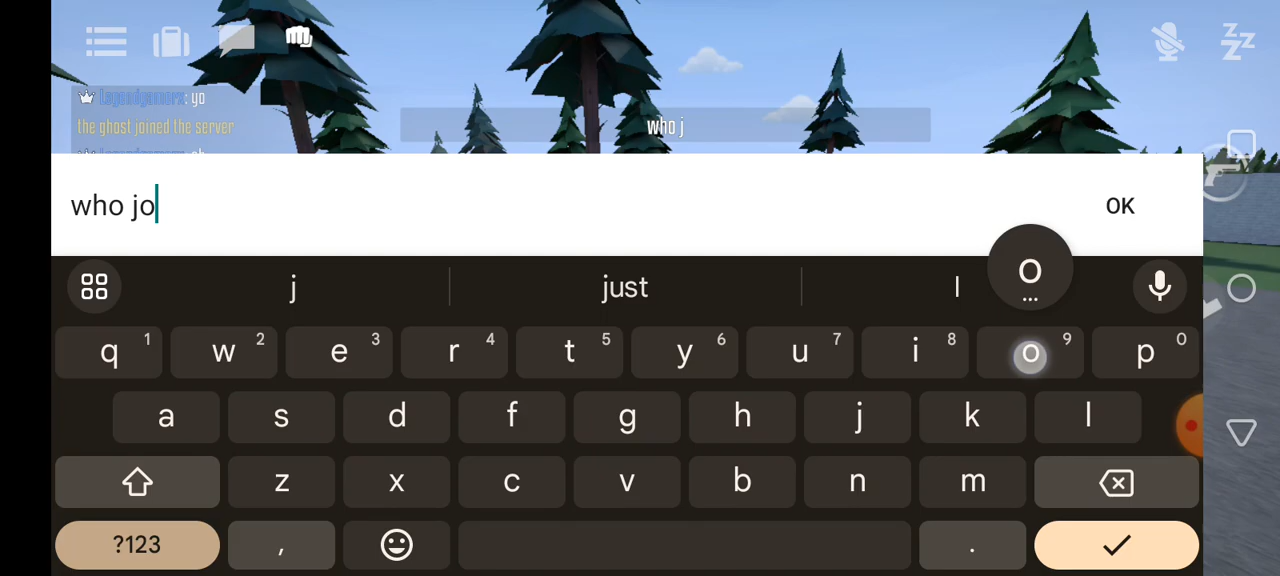 Legendgamers: yo
the ghost joined the server
who j
who jo
OK
j just I o
q 1 w 2 e 3 r 4 t 5 y 6 u 7 i 8 o 9 p 0
a s d f g h j k l
z x c v b n m
?123 , .